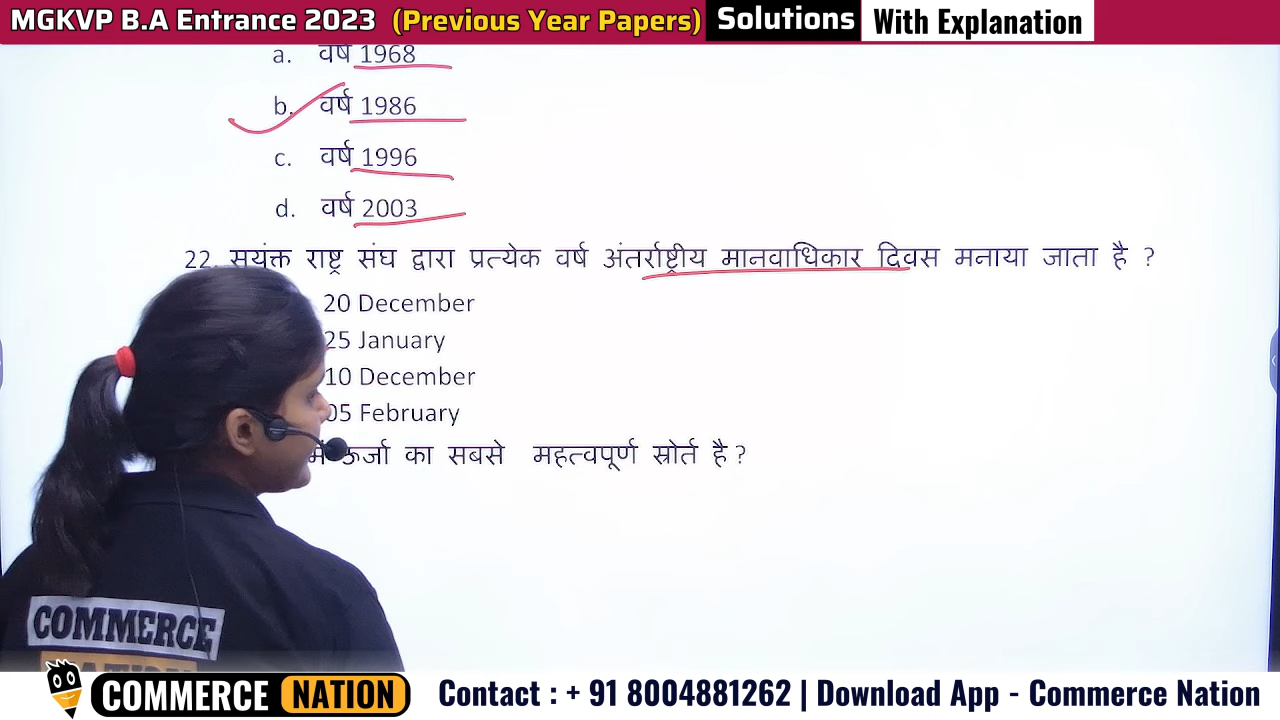 MGKVP B.A Entrance 2023 (Previous Year Papers) Solutions With Explanation
a. वर्ष 1968
b. वर्ष 1986
c. वर्ष 1996
d. वर्ष 2003
22. सयंक्त राष्ट्र संघ द्वारा प्रत्येक वर्ष अंतर्राष्ट्रीय मानवाधिकार दिवस मनाया जाता है ?
20 December
25 January
10 December
05 February
में ऊर्जा का सबसे महत्वपूर्ण स्रोर्त है ?
COMMERCE
NATION
COMMERCE NATION Contact : + 91 8004881262 | Download App - Commerce Nation